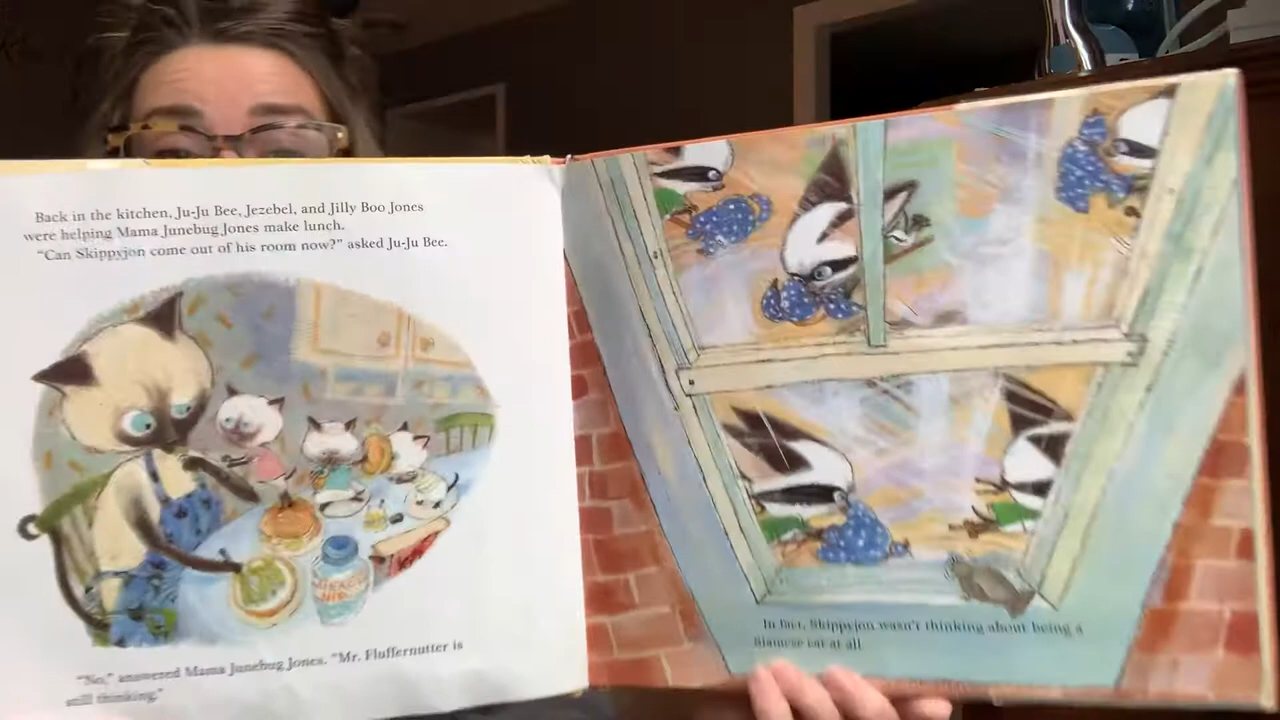 Back in the kitchen, Ju-Ju Bee, Jezebel, and Jilly Boo Jones
were helping Mama Junebug Jones make lunch.
"Can Skippyjon come out of his room now?" asked Ju-Ju Bee.
"No," answered Mama Junebug Jones. "Mr. Fluffernutter is
still thinking."
In fact, Skippyjon wasn't thinking about being a
Siamese cat at all